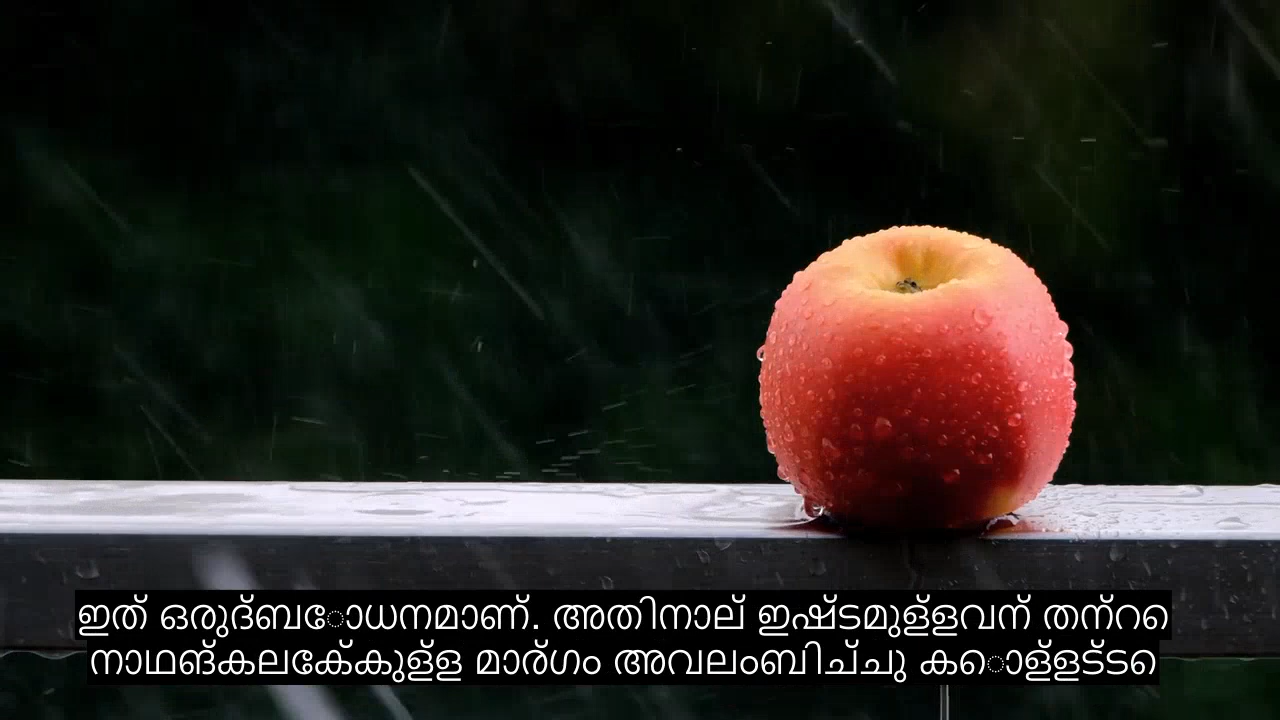 ഇത് ഒരുദ്ബോധനമാണ്. അതിനാല് ഇഷ്ടമുള്ളവന് തന്റെ
നാഥങ്കലേക്കുള്ള മാര്ഗം അവലംബിച്ചു കൊള്ളട്ടെ